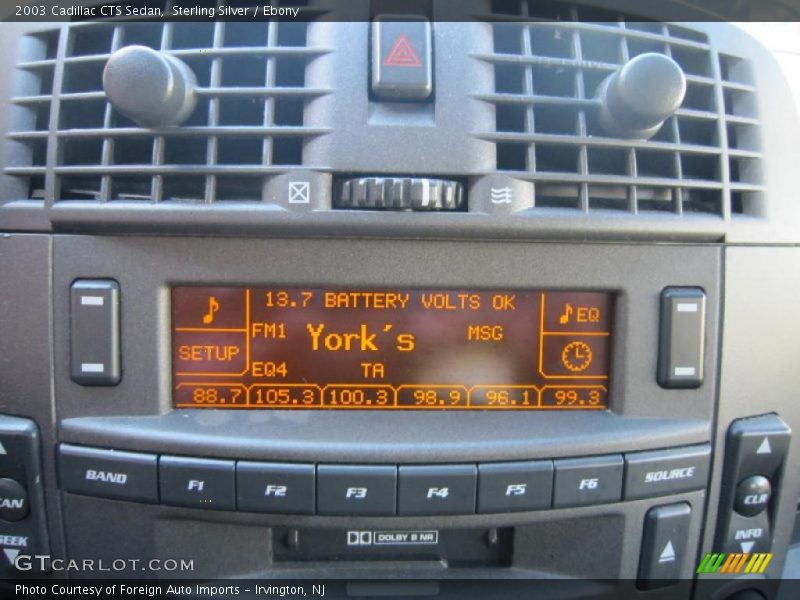 2003 Cadillac CTS Sedan, Sterling Silver / Ebony
13.7 BATTERY VOLTS OK
EQ
FM1 York's MSG
SETUP
EQ4 TA
88.7 105.3 100.3 98.9 96.1 99.3
BAND F1 F2 F3 F4 F5 F6 SOURCE
CLR
SEEK
INFO
DOLBY B NR
GTCARLOT.COM
Photo Courtesy of Foreign Auto Imports - Irvington, NJ